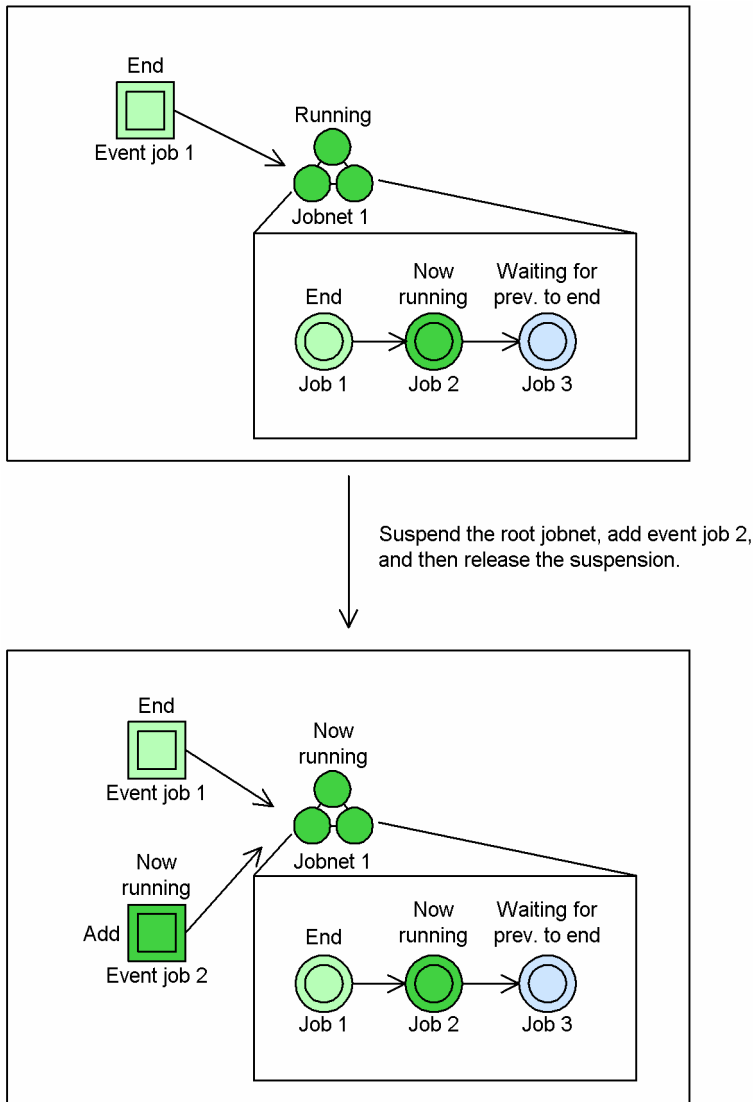 End
Event job 1
Running
Jobnet 1
End
Now
running
Waiting for
prev. to end
Job 1
Job 2
Job 3
Suspend the root jobnet, add event job 2,
and then release the suspension.
End
Event job 1
Now
running
Jobnet 1
Now
running
Add
Event job 2
End
Now
running
Waiting for
prev. to end
Job 1
Job 2
Job 3